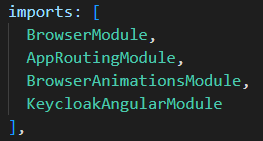 imports: [
  BrowserModule,
  AppRoutingModule,
  BrowserAnimationsModule,
  KeycloakAngularModule
],